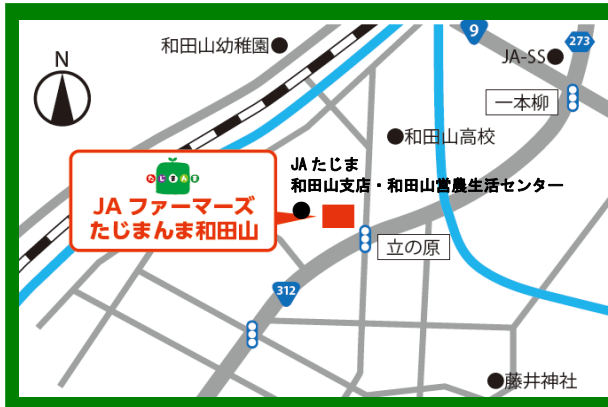 9
273
和田山幼稚園
JA-SS
N
一本柳
和田山高校
JAたじま
和田山支店・和田山営農生活センター
たじまんま
JA ファーマーズ
たじまんま和田山
立の原
312
藤井神社